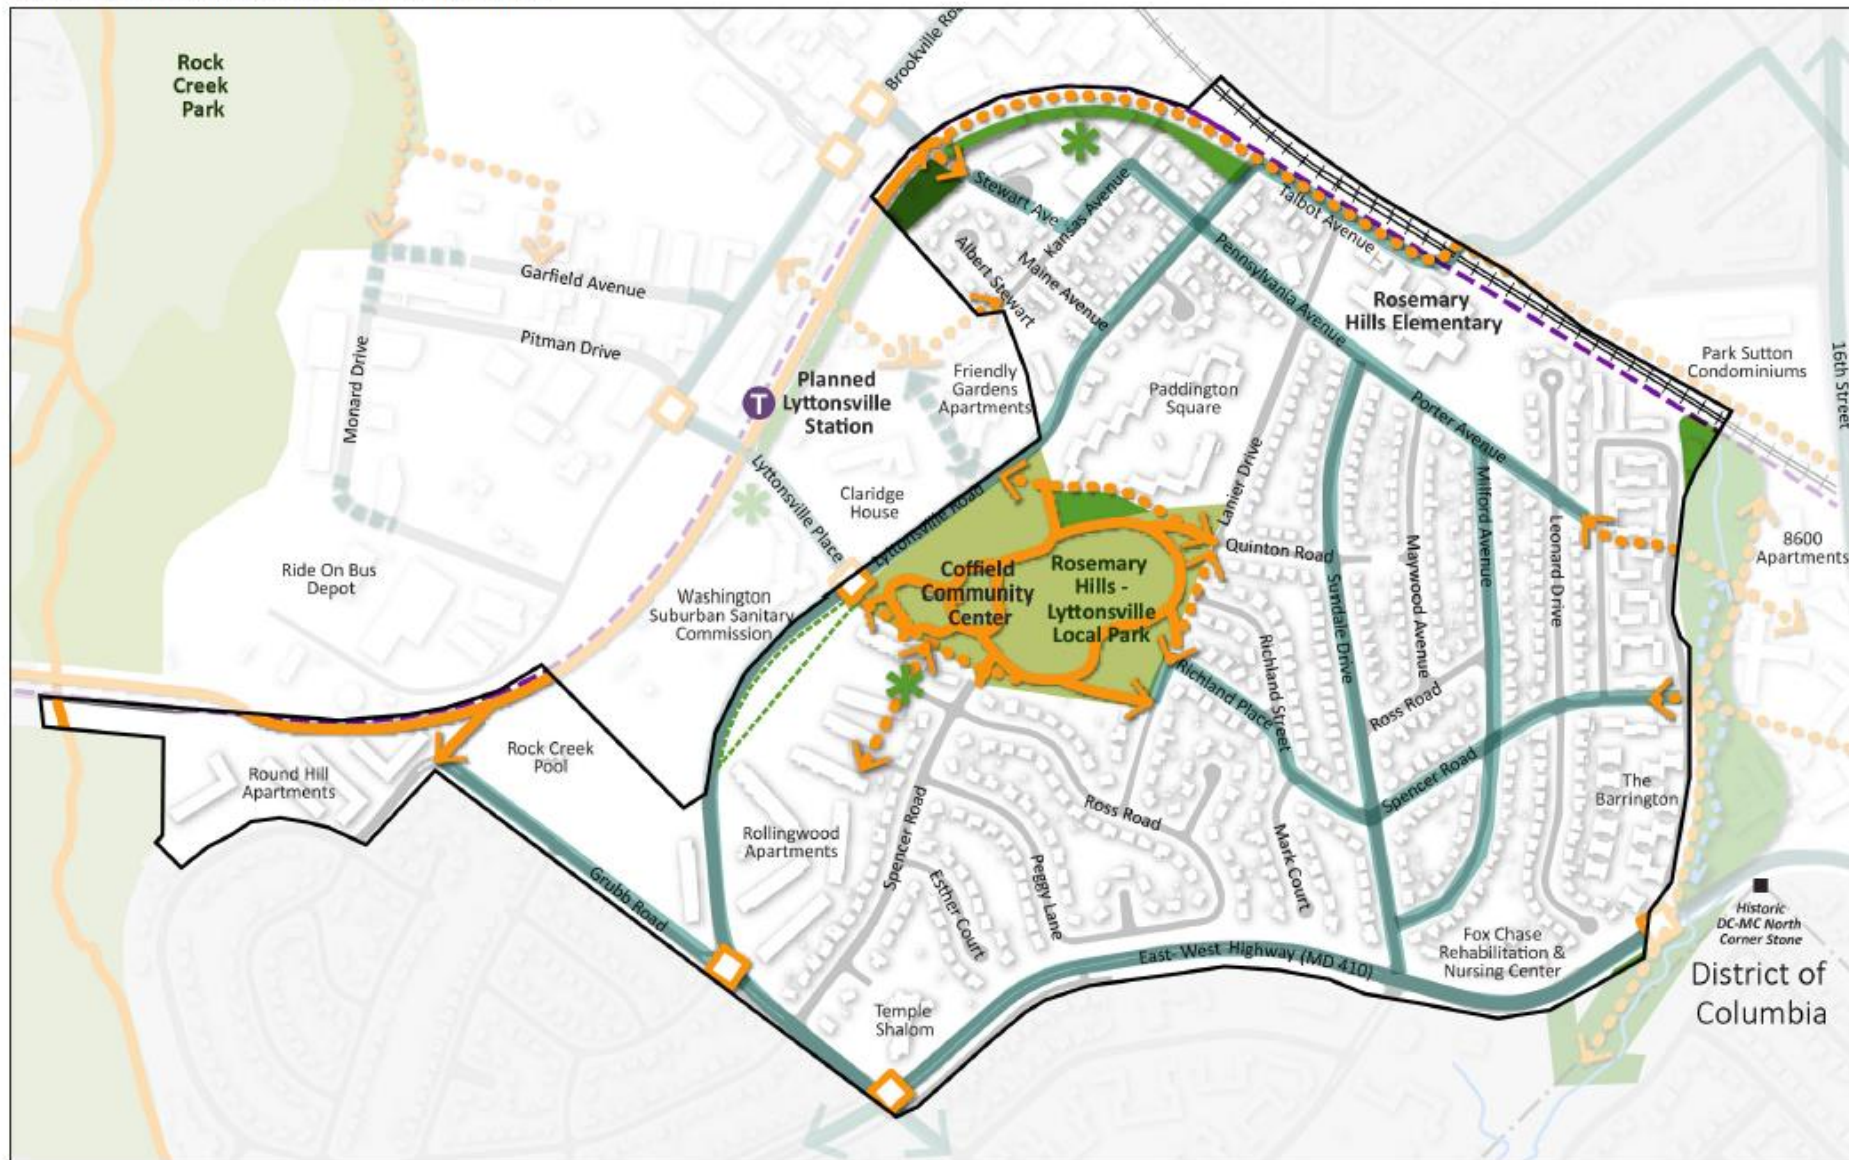 Rock
Creek
Park
Brookville
Stewart Ave
Kansas Avenue
Talbot Avenue
Albert Stewart
Maine Avenue
Pennsylvania Avenue
Garfield Avenue
Pitman Drive
Monard Drive
Rosemary
Hills Elementary
Park Sutton
Condominiums
16th Street
T
Planned
Lyttonsville
Station
Friendly
Gardens
Apartments
Paddington
Square
Porter Avenue
Lyttonsville Place
Claridge
House
Lyttonsville Road
Lanier Drive
Quinton Road
Sundale Drive
Maywood Avenue
Milford Avenue
Leonard Drive
8600
Apartments
Ride On Bus
Depot
Washington
Suburban Sanitary
Commission
Coffield
Community
Center
Rosemary
Hills -
Lyttonsville
Local Park
Richland Place
Richland Street
Ross Road
Rock Creek
Pool
Round Hill
Apartments
Spencer Road
The
Barrington
Rollingwood
Apartments
Spencer Road
Ross Road
Mark Court
Peggy Lane
Esther Court
Grubb Road
East-West Highway (MD 410)
Fox Chase
Rehabilitation &
Nursing Center
Temple
Shalom
Historic
DC-MC North
Corner Stone
District of
Columbia